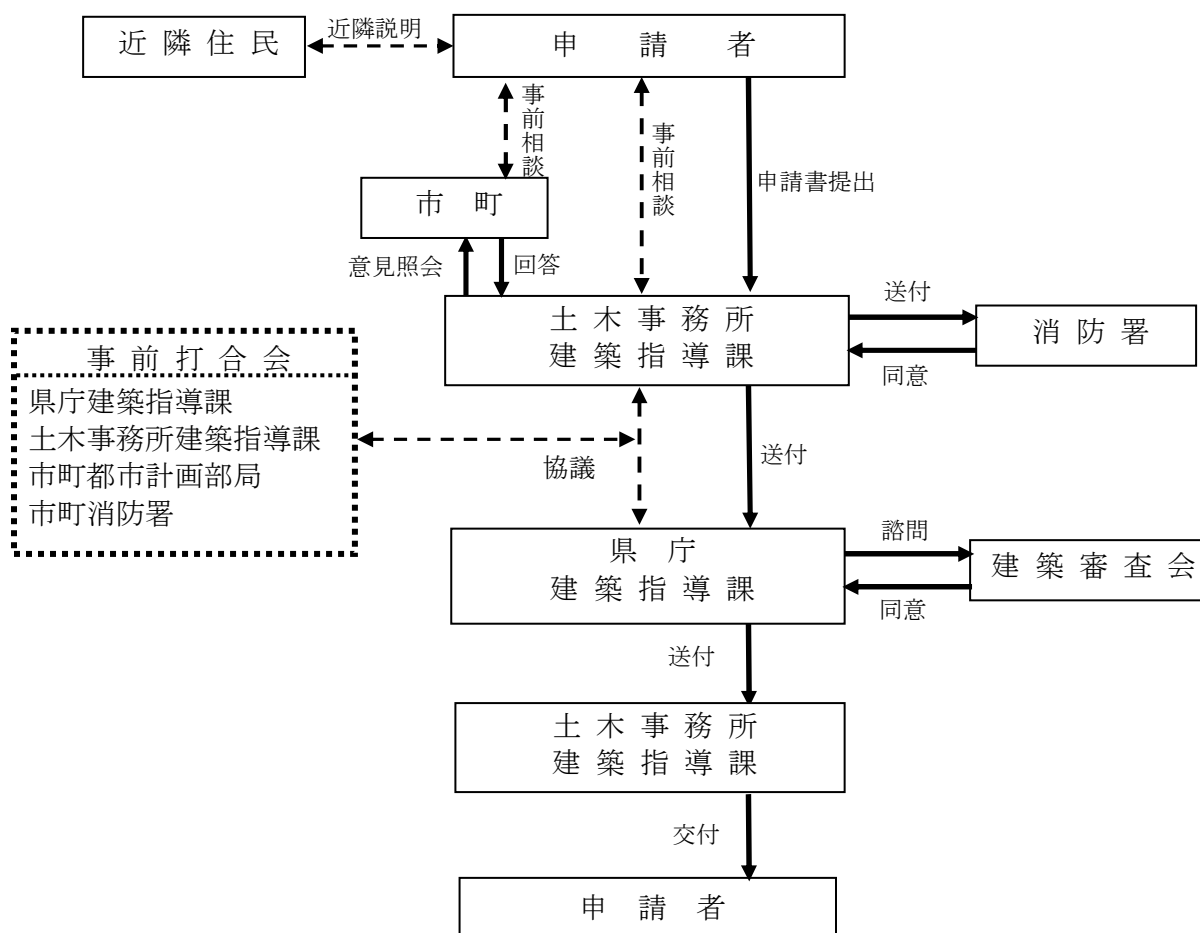 近隣住民
近隣説明
申請者
事前相談
事前相談
申請書提出
市町
意見照会
回答
土木事務所
建築指導課
送付
消防署
同意
事前打合会
県庁建築指導課
土木事務所建築指導課
市町都市計画部局
市町消防署
協議
送付
県庁
建築指導課
諮問
建築審査会
同意
送付
土木事務所
建築指導課
交付
申請者